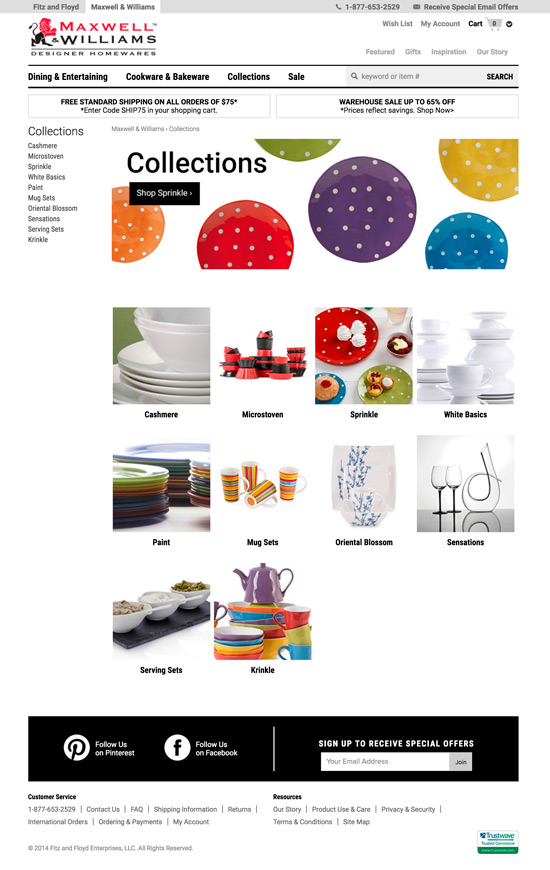 Fitz and Floyd
Maxwell & Williams
1-877-653-2529
Receive Special Email Offers
MAXWELL™
& WILLIAMS
DESIGNER HOMEWARES
Wish List My Account Cart 0
Featured Gifts Inspiration Our Story
Dining & Entertaining Cookware & Bakeware Collections Sale
keyword or item # SEARCH
FREE STANDARD SHIPPING ON ALL ORDERS OF $75*
*Enter Code SHIP75 in your shopping cart.
WAREHOUSE SALE UP TO 65% OFF
*Prices reflect savings. Shop Now>
Collections
Cashmere
Microstoven
Sprinkle
White Basics
Paint
Mug Sets
Oriental Blossom
Sensations
Serving Sets
Krinkle
Maxwell & Williams › Collections
Collections
Shop Sprinkle ›
Cashmere
Microstoven
Sprinkle
White Basics
Paint
Mug Sets
Oriental Blossom
Sensations
Serving Sets
Krinkle
Follow Us
on Pinterest
Follow Us
on Facebook
SIGN UP TO RECEIVE SPECIAL OFFERS
Your Email Address Join
Customer Service
1-877-653-2529 | Contact Us | FAQ | Shipping Information | Returns |
International Orders | Ordering & Payments | My Account
Resources
Our Story | Product Use & Care | Privacy & Security |
Terms & Conditions | Site Map
Trustwave
Trusted Commerce
© 2014 Fitz and Floyd Enterprises, LLC. All Rights Reserved.